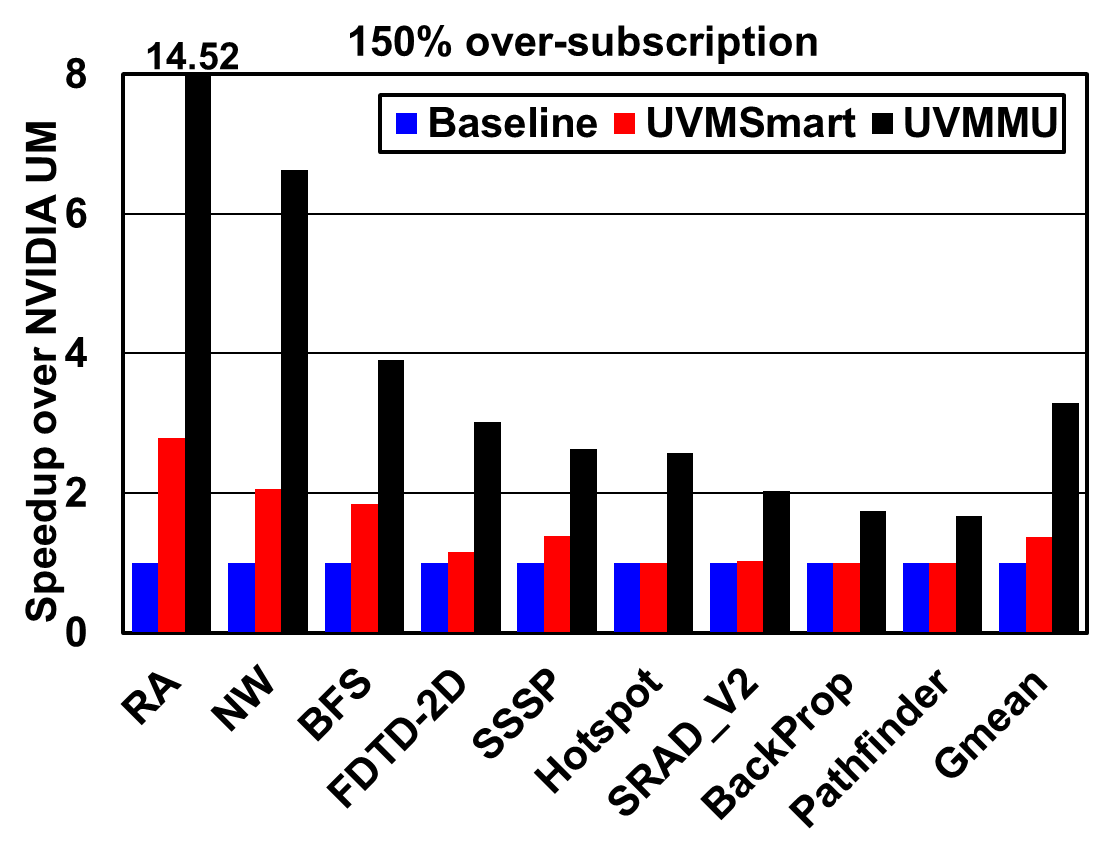 150% over-subscription
14.52
Baseline UVMSmart UVMMU
Speedup over NVIDIA UM
8
6
4
2
0
RA
NW
BFS
FDTD-2D
SSSP
Hotspot
SRAD_V2
BackProp
Pathfinder
Gmean